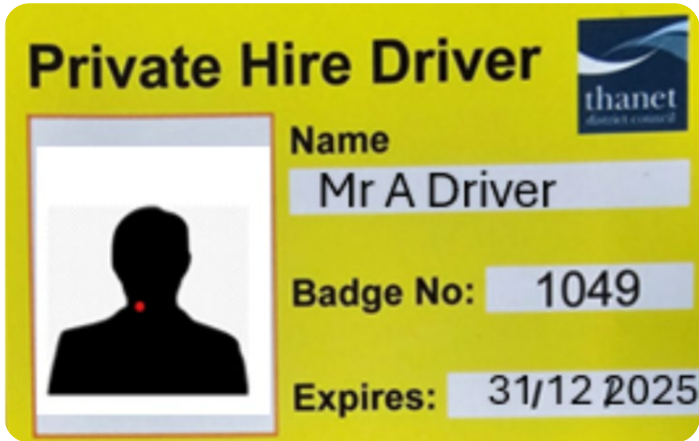 Private Hire Driver
thanet
district council
Name
Mr A Driver
Badge No: 1049
Expires: 31/12/2025